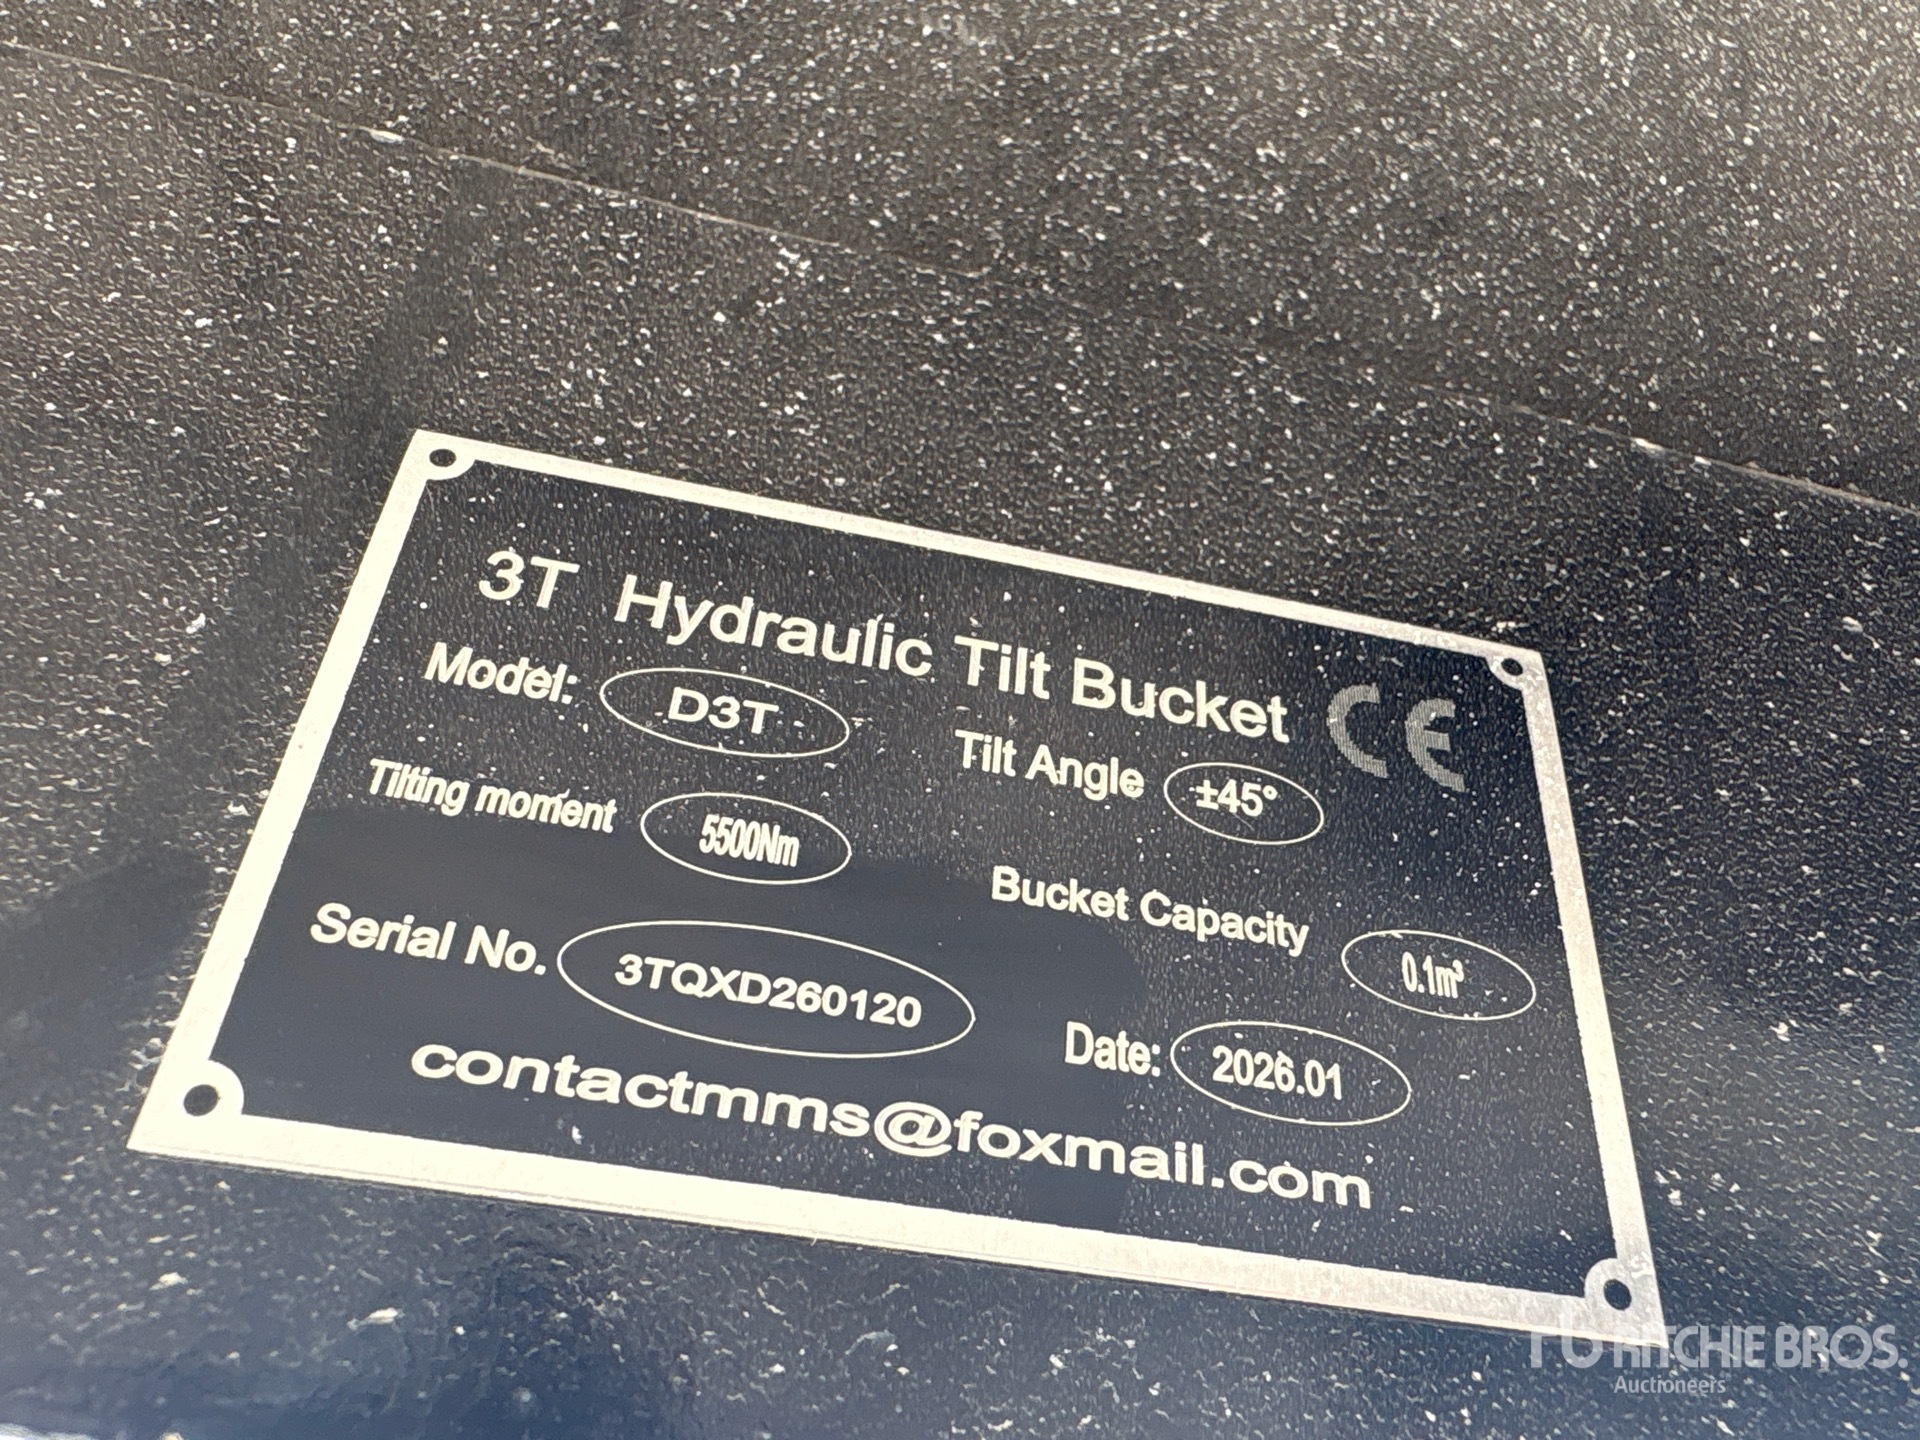 3T Hydraulic Tilt Bucket CE
Model: D3T Tilt Angle ±45°
Tilting moment 5500Nm Bucket Capacity 0.1m³
Serial No. 3TQXD260120 Date: 2026.01
contactmms@foxmail.com
RITCHIE BROS.
Auctioneers